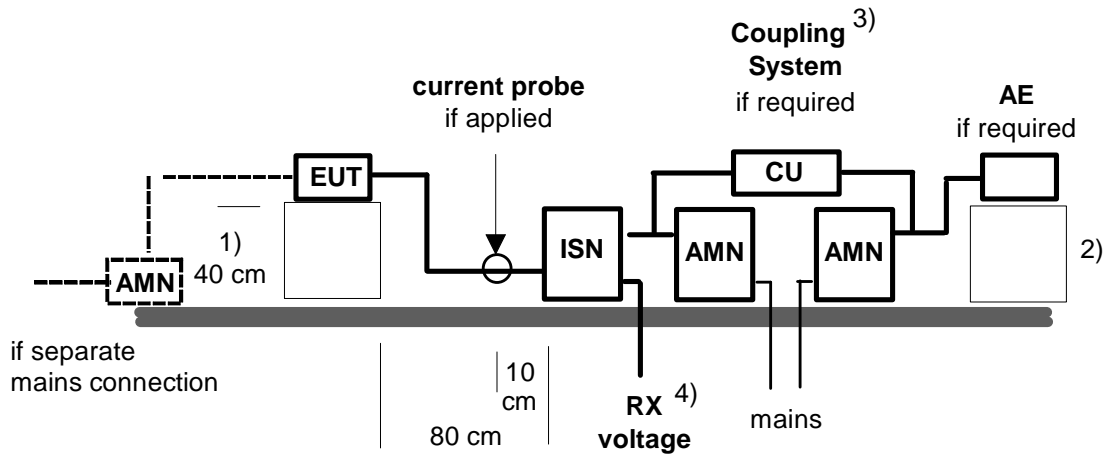 Coupling 3)
System
if required
current probe
if applied
AE
if required
EUT
CU
1)
40 cm
AMN
ISN
AMN
AMN
2)
if separate
mains connection
10
cm
80 cm
RX 4)
voltage
mains